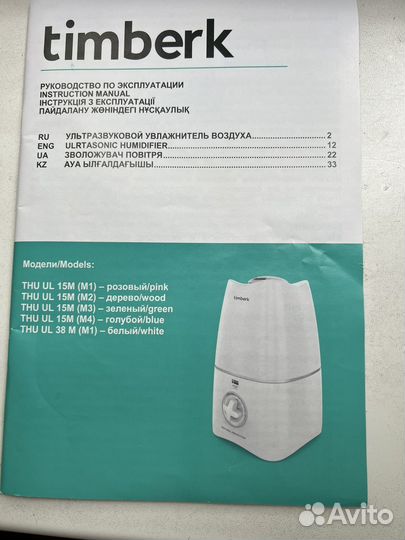 timberk
РУКОВОДСТВО ПО ЭКСПЛУАТАЦИИ
INSTRUCTION MANUAL
ІНСТРУКЦІЯ З ЕКСПЛУАТАЦІЇ
ПАЙДАЛАНУ ЖӨНІНДЕГІ НҰСҚАУЛЫҚ
RU УЛЬТРАЗВУКОВОЙ УВЛАЖНИТЕЛЬ ВОЗДУХА 2
ENG ULRTASONIC HUMIDIFIER 12
UA ЗВОЛОЖУВАЧ ПОВІТРЯ 22
KZ АУА ЫЛҒАЛДАҒЫШЫ 33
Модели/Models:
THU UL 15M (M1) – розовый/pink
THU UL 15M (M2) – дерево/wood
THU UL 15M (M3) – зеленый/green
THU UL 15M (M4) – голубой/blue
THU UL 38 M (M1) – белый/white
timberk
Avito